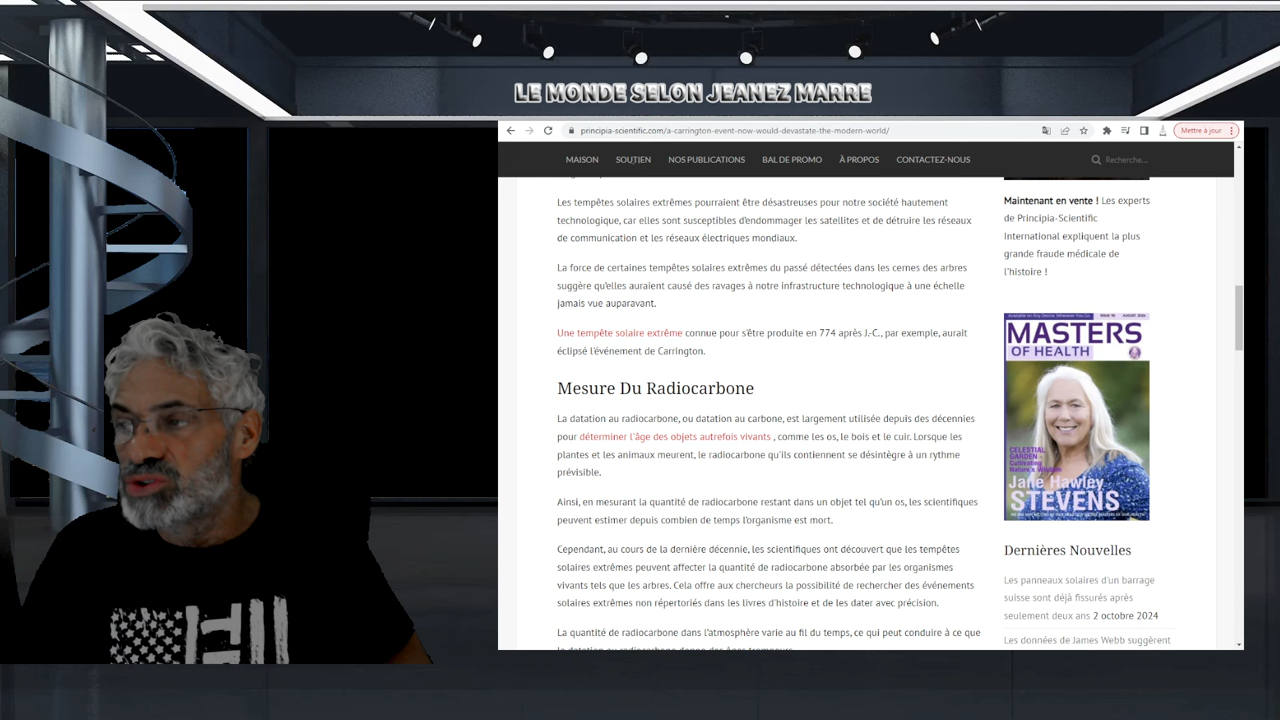 LE MONDE SELON JEANEZ MARRE
principia-scientific.com/a-carrington-event-now-would-devastate-the-modern-world/
Mettre à jour
MAISON SOUTIEN NOS PUBLICATIONS BAL DE PROMO À PROPOS CONTACTEZ-NOUS
Recherche...
Les tempêtes solaires extrêmes pourraient être désastreuses pour notre société hautement
technologique, car elles sont susceptibles d'endommager les satellites et de détruire les réseaux
de communication et les réseaux électriques mondiaux.
La force de certaines tempêtes solaires extrêmes du passé détectées dans les cernes des arbres
suggère qu'elles auraient causé des ravages à notre infrastructure technologique à une échelle
jamais vue auparavant.
Une tempête solaire extrême connue pour s'être produite en 774 après J.-C., par exemple, aurait
éclipsé l'événement de Carrington.
Mesure Du Radiocarbone
La datation au radiocarbone, ou datation au carbone, est largement utilisée depuis des décennies
pour déterminer l'âge des objets autrefois vivants , comme les os, le bois et le cuir. Lorsque les
plantes et les animaux meurent, le radiocarbone qu'ils contiennent se désintègre à un rythme
prévisible.
Ainsi, en mesurant la quantité de radiocarbone restant dans un objet tel qu'un os, les scientifiques
peuvent estimer depuis combien de temps l'organisme est mort.
Cependant, au cours de la dernière décennie, les scientifiques ont découvert que les tempêtes
solaires extrêmes peuvent affecter la quantité de radiocarbone absorbée par les organismes
vivants tels que les arbres. Cela offre aux chercheurs la possibilité de rechercher des événements
solaires extrêmes non répertoriés dans les livres d'histoire et de les dater avec précision.
La quantité de radiocarbone dans l'atmosphère varie au fil du temps, ce qui peut conduire à ce que
la datation au radiocarbone donne des âges trompeurs.
Maintenant en vente ! Les experts
de Principia-Scientific
International expliquent la plus
grande fraude médicale de
l'histoire !
MASTERS
OF HEALTH
CELESTIAL
GARDEN
Cultivating
Nature's Wisdom
Jane Hawley
STEVENS
Dernières Nouvelles
Les panneaux solaires d'un barrage
suisse sont déjà fissurés après
seulement deux ans 2 octobre 2024
Les données de James Webb suggèrent